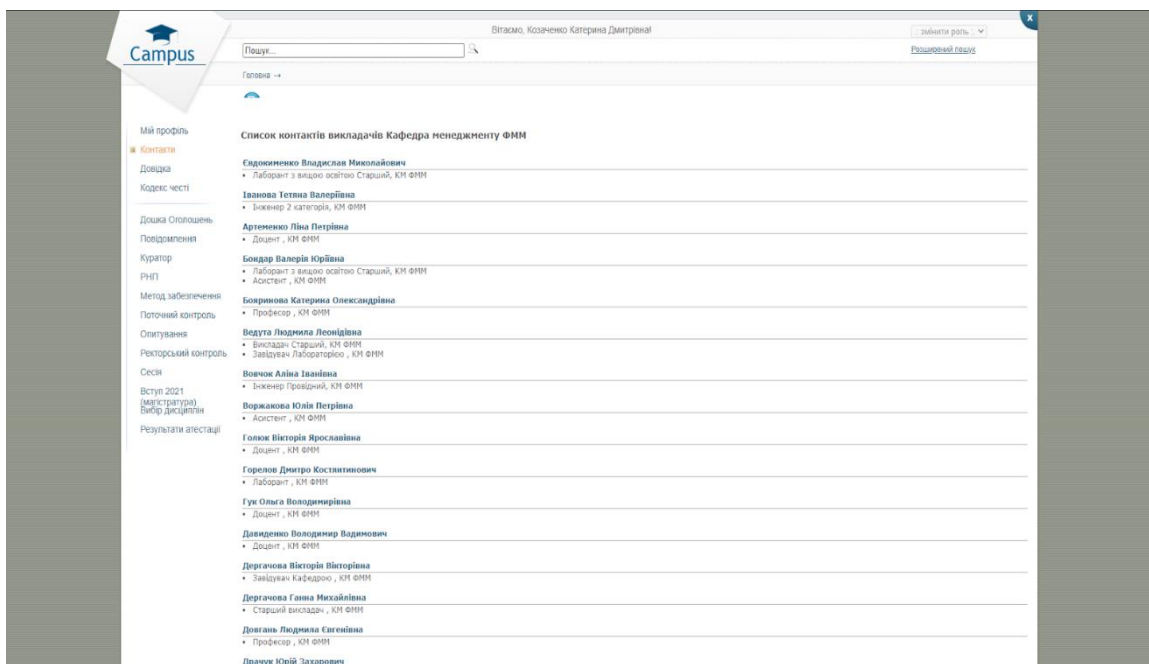 x
Вітаємо, Козаченко Катерина Дмитрівна!
: змінити роль :
Campus
Пошук...
Розширений пошук
Головна →
Мій профіль
Контакти
Довідка
Кодекс честі
Дошка Оголошень
Повідомлення
Куратор
РНП
Метод.забезпечення
Поточний контроль
Опитування
Ректорський контроль
Сесія
Вступ 2021
(магістратура)
Вибір дисциплін
Результати атестації
Список контактів викладачів Кафедра менеджменту ФММ
Євдокименко Владислав Миколайович
• Лаборант з вищою освітою Старший, КМ ФММ
Іванова Тетяна Валеріївна
• Інженер 2 категорія, КМ ФММ
Артеменко Ліна Петрівна
• Доцент , КМ ФММ
Бондар Валерія Юріївна
• Лаборант з вищою освітою Старший, КМ ФММ
• Асистент , КМ ФММ
Бояринова Катерина Олександрівна
• Професор , КМ ФММ
Ведута Людмила Леонідівна
• Викладач Старший, КМ ФММ
• Завідувач Лабораторією , КМ ФММ
Вовчок Аліна Іванівна
• Інженер Провідний, КМ ФММ
Воржакова Юлія Петрівна
• Асистент , КМ ФММ
Голюк Вікторія Ярославівна
• Доцент , КМ ФММ
Горелов Дмитро Костянтинович
• Лаборант , КМ ФММ
Гук Ольга Володимирівна
• Доцент , КМ ФММ
Давиденко Володимир Вадимович
• Доцент , КМ ФММ
Дергачова Вікторія Вікторівна
• Завідувач Кафедрою , КМ ФММ
Дергачова Ганна Михайлівна
• Старший викладач , КМ ФММ
Довгань Людмила Євгенівна
• Професор , КМ ФММ
Драчук Юрій Захарович